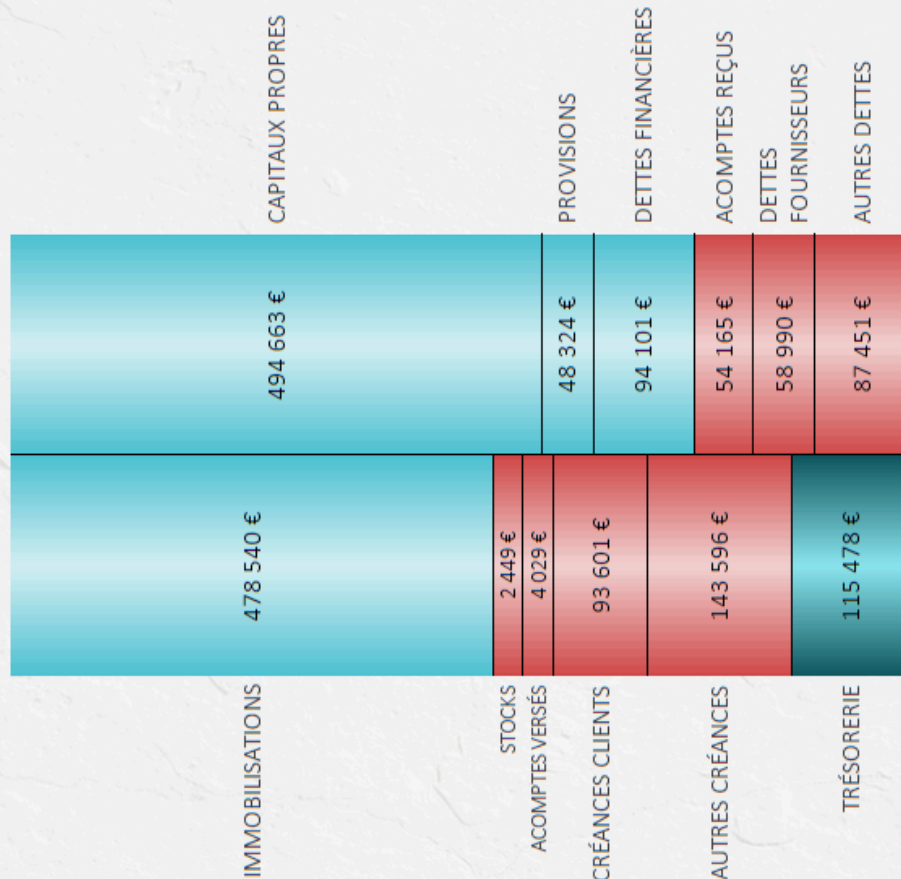 IMMOBILISATIONS
478 540 €
STOCKS
2 449 €
ACOMPTES VERSÉS
4 029 €
CRÉANCES CLIENTS
93 601 €
AUTRES CRÉANCES
143 596 €
TRÉSORERIE
115 478 €
494 663 €
CAPITAUX PROPRES
48 324 €
PROVISIONS
94 101 €
DETTES FINANCIÈRES
54 165 €
ACOMPTES REÇUS
58 990 €
DETTES
FOURNISSEURS
87 451 €
AUTRES DETTES